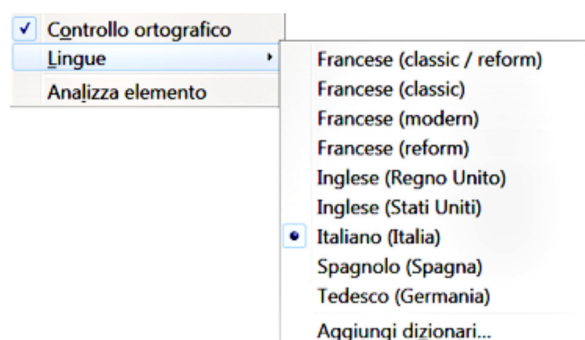 Controllo ortografico
Lingue
Analizza elemento
Francese (classic / reform)
Francese (classic)
Francese (modern)
Francese (reform)
Inglese (Regno Unito)
Inglese (Stati Uniti)
Italiano (Italia)
Spagnolo (Spagna)
Tedesco (Germania)
Aggiungi dizionari...